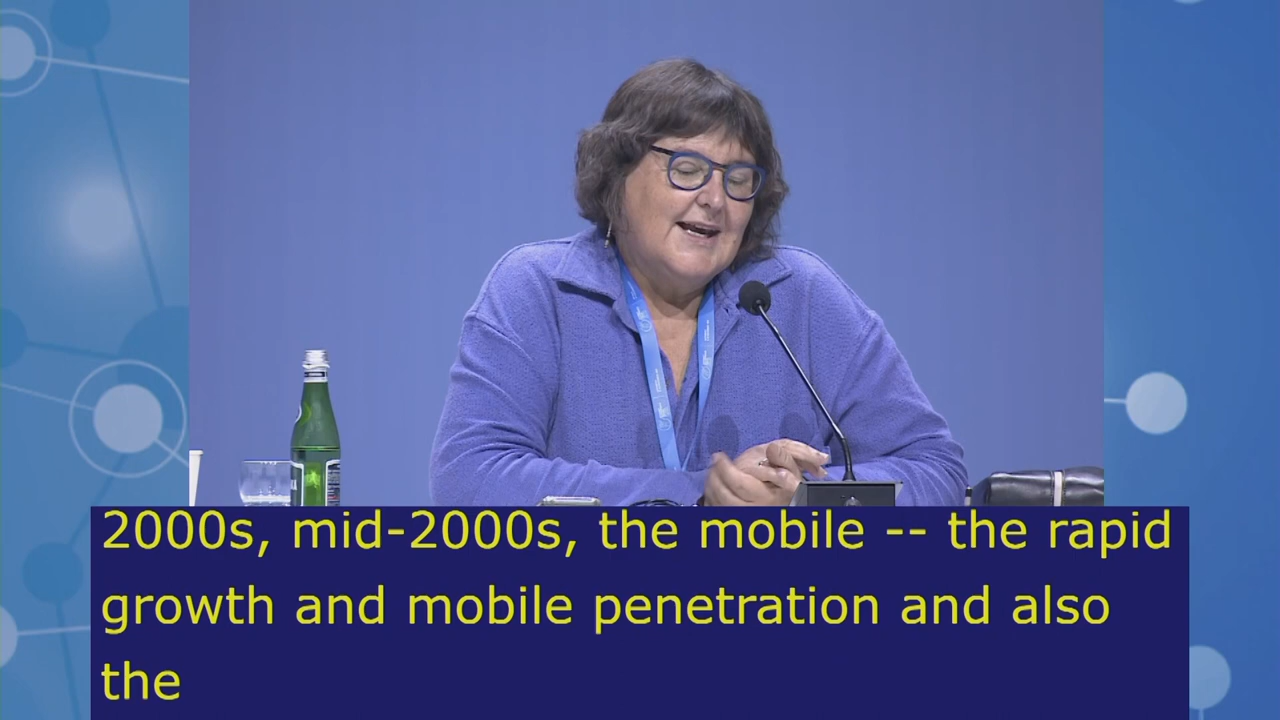 2000s, mid-2000s, the mobile -- the rapid
growth and mobile penetration and also
the